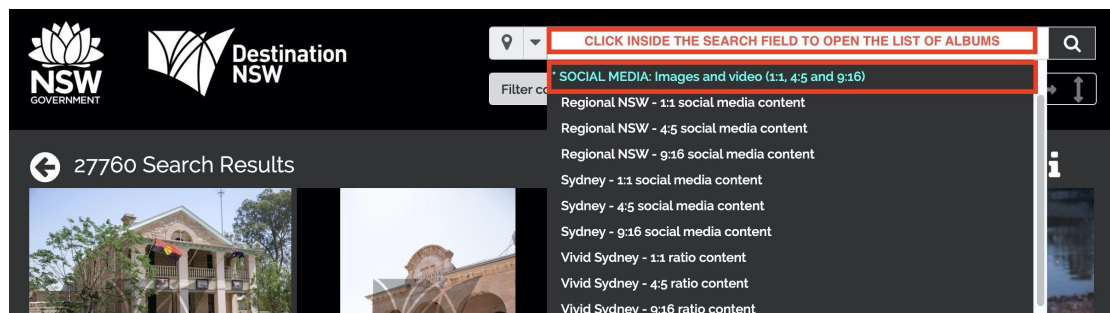 NSW
GOVERNMENT
Destination
NSW
CLICK INSIDE THE SEARCH FIELD TO OPEN THE LIST OF ALBUMS
* SOCIAL MEDIA: Images and video (1:1, 4:5 and 9:16)
Filter co
Regional NSW - 1:1 social media content
Regional NSW - 4:5 social media content
Regional NSW - 9:16 social media content
27760 Search Results
Sydney - 1:1 social media content
Sydney - 4:5 social media content
Sydney - 9:16 social media content
Vivid Sydney - 1:1 ratio content
Vivid Sydney - 4:5 ratio content
Vivid Sydney - 9:16 ratio content